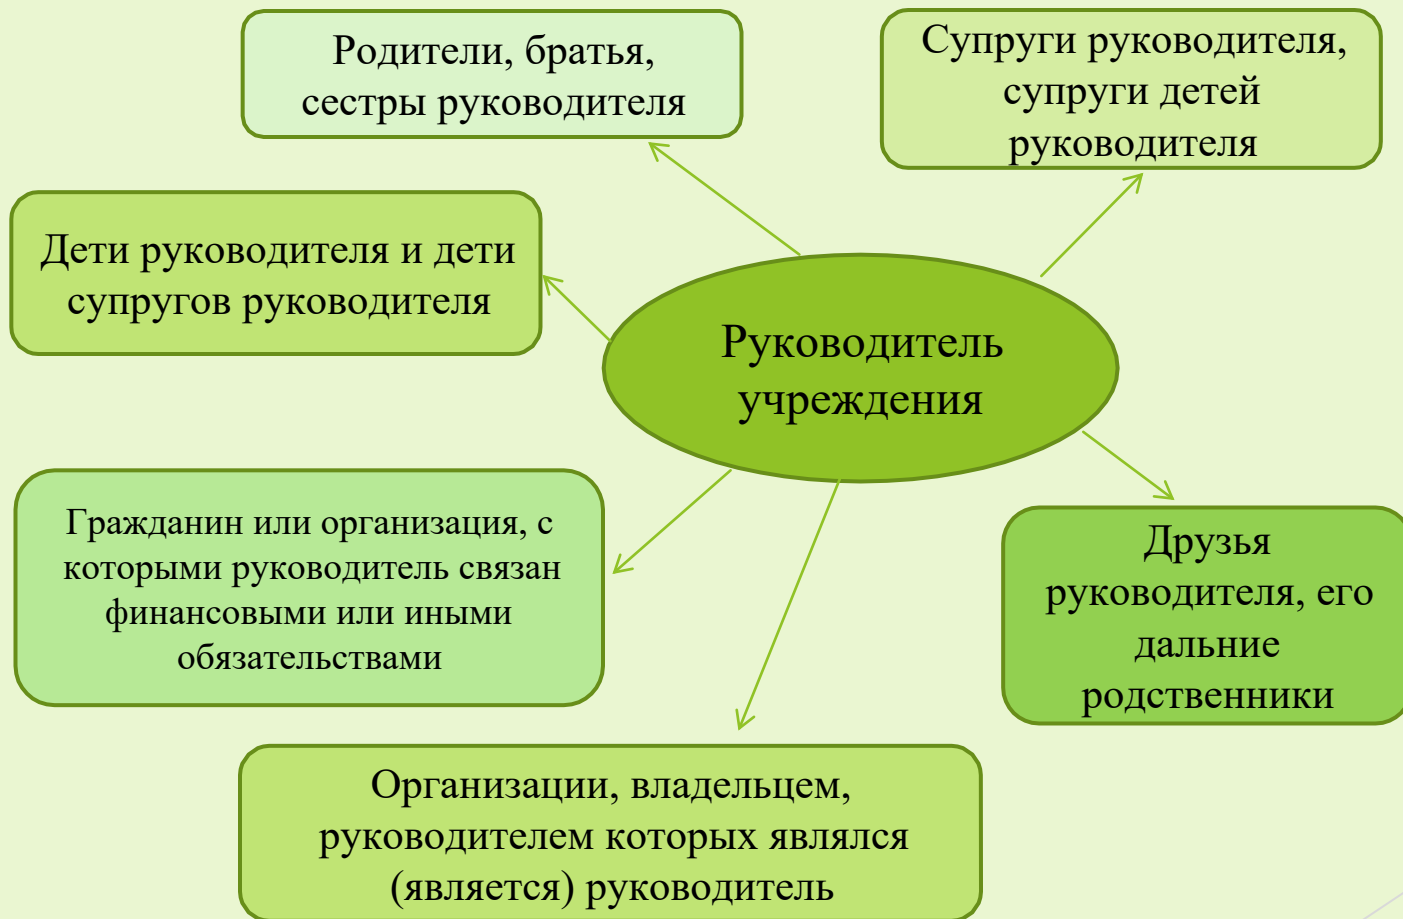 Родители, братья,
сестры руководителя
Супруги руководителя,
супруги детей
руководителя
Дети руководителя и дети
супругов руководителя
Руководитель
учреждения
Гражданин или организация, с
которыми руководитель связан
финансовыми или иными
обязательствами
Друзья
руководителя, его
дальние
родственники
Организации, владельцем,
руководителем которых являлся
(является) руководитель